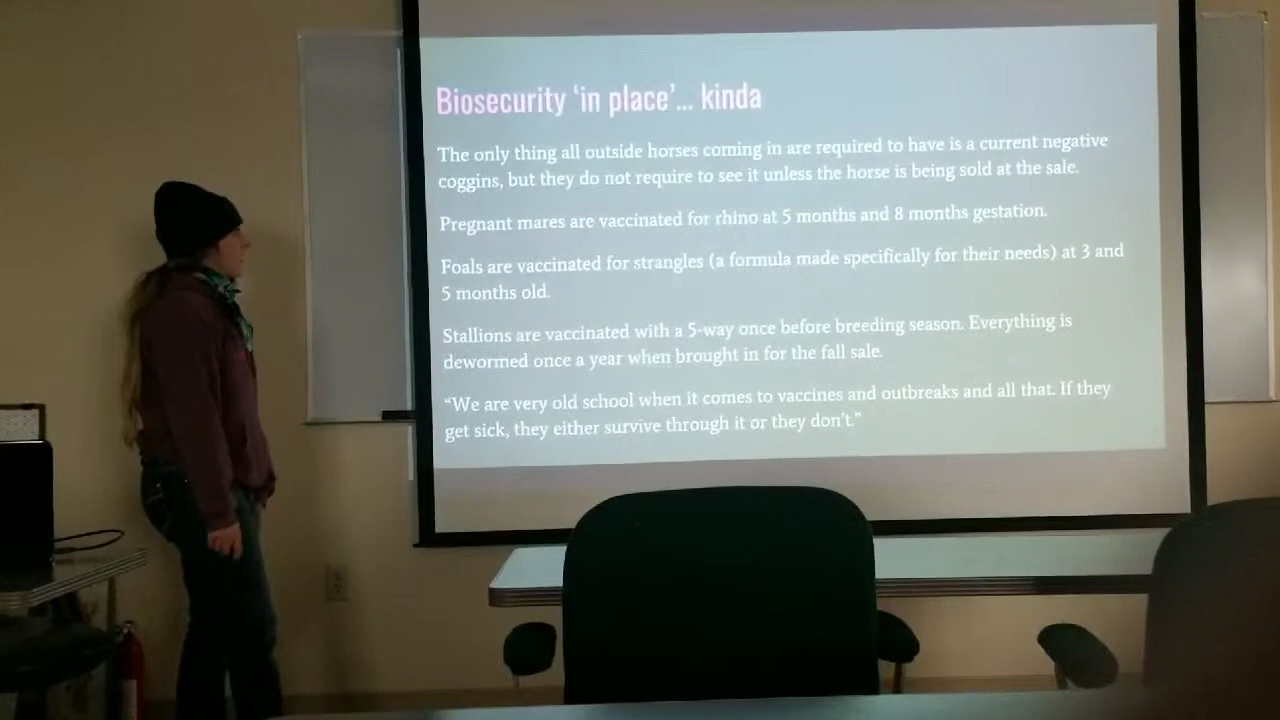 Biosecurity ‘in place’... kinda
The only thing all outside horses coming in are required to have is a current negative
coggins, but they do not require to see it unless the horse is being sold at the sale.
Pregnant mares are vaccinated for rhino at 5 months and 8 months gestation.
Foals are vaccinated for strangles (a formula made specifically for their needs) at 3 and
5 months old.
Stallions are vaccinated with a 5-way once before breeding season. Everything is
dewormed once a year when brought in for the fall sale.
“We are very old school when it comes to vaccines and outbreaks and all that. If they
get sick, they either survive through it or they don't.”